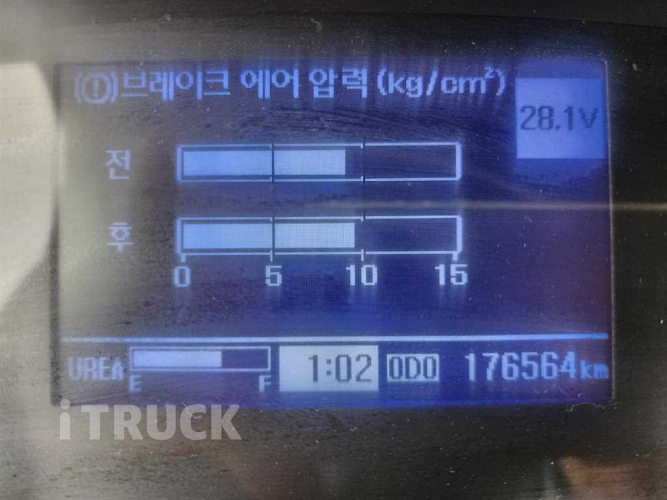 (!)브레이크 에어 압력 (kg/cm²)
28.1V
전
후
0 5 10 15
UREA E F 1:02 ODO 176564km
iTRUCK